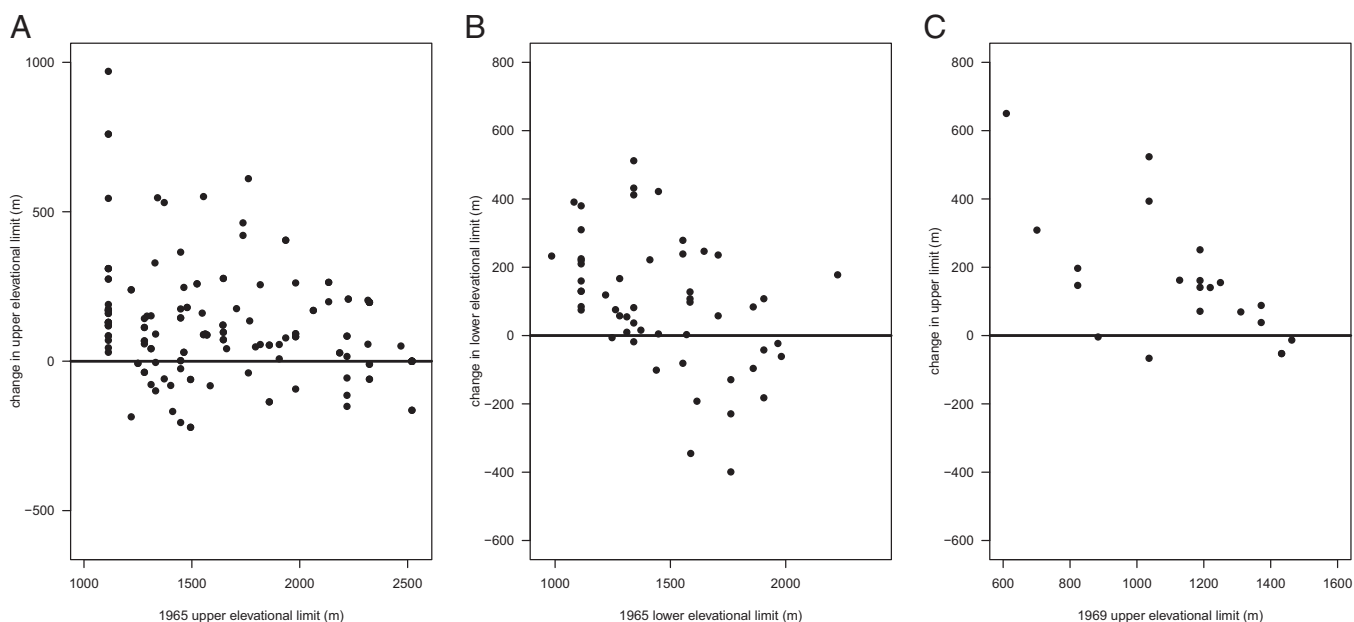 A
change in upper elevational limit (m)
1000
500
0
−500
1000 1500 2000 2500
1965 upper elevational limit (m)
B
change in lower elevational limit (m)
800
600
400
200
0
−200
−400
−600
1000 1500 2000
1965 lower elevational limit (m)
C
change in upper limit (m)
800
600
400
200
0
−200
−400
−600
600 800 1000 1200 1400 1600
1969 upper elevational limit (m)